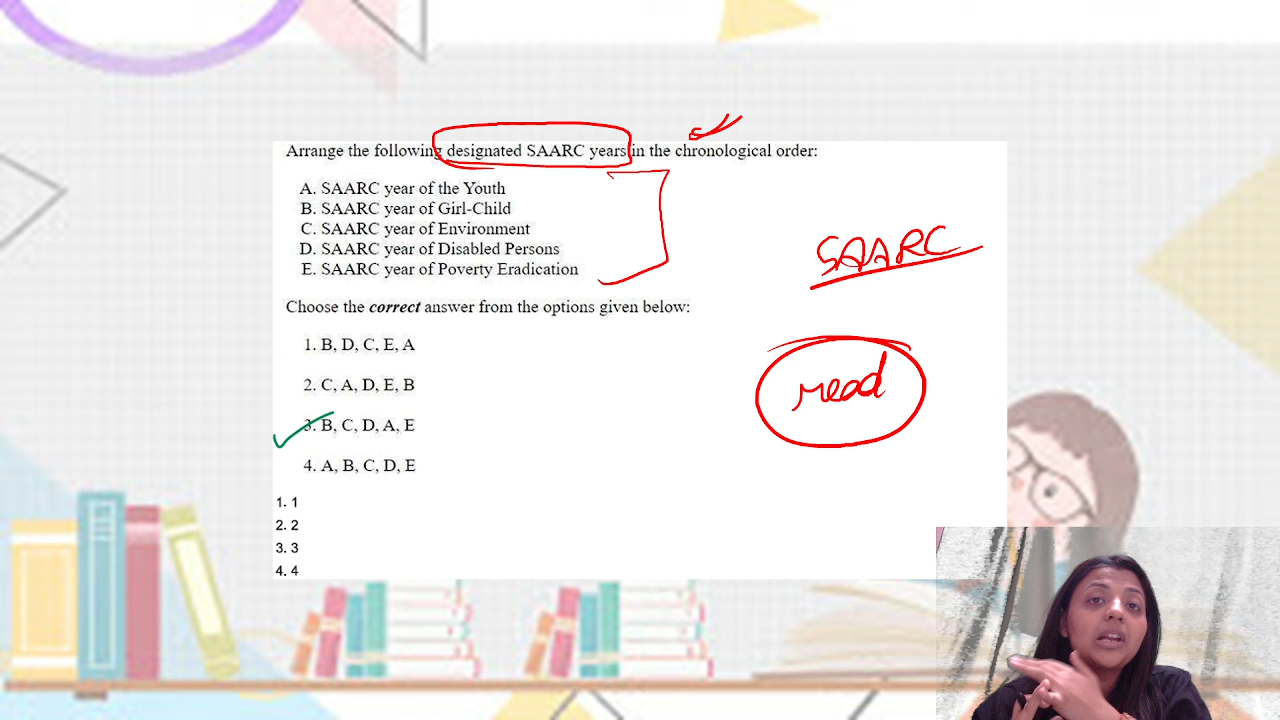 Arrange the following designated SAARC years in the chronological order:
A. SAARC year of the Youth
B. SAARC year of Girl-Child
C. SAARC year of Environment
D. SAARC year of Disabled Persons
E. SAARC year of Poverty Eradication
SAARC
Choose the correct answer from the options given below:
1. B, D, C, E, A
2. C, A, D, E, B
read
3. B, C, D, A, E
4. A, B, C, D, E
1. 1
2. 2
3. 3
4. 4